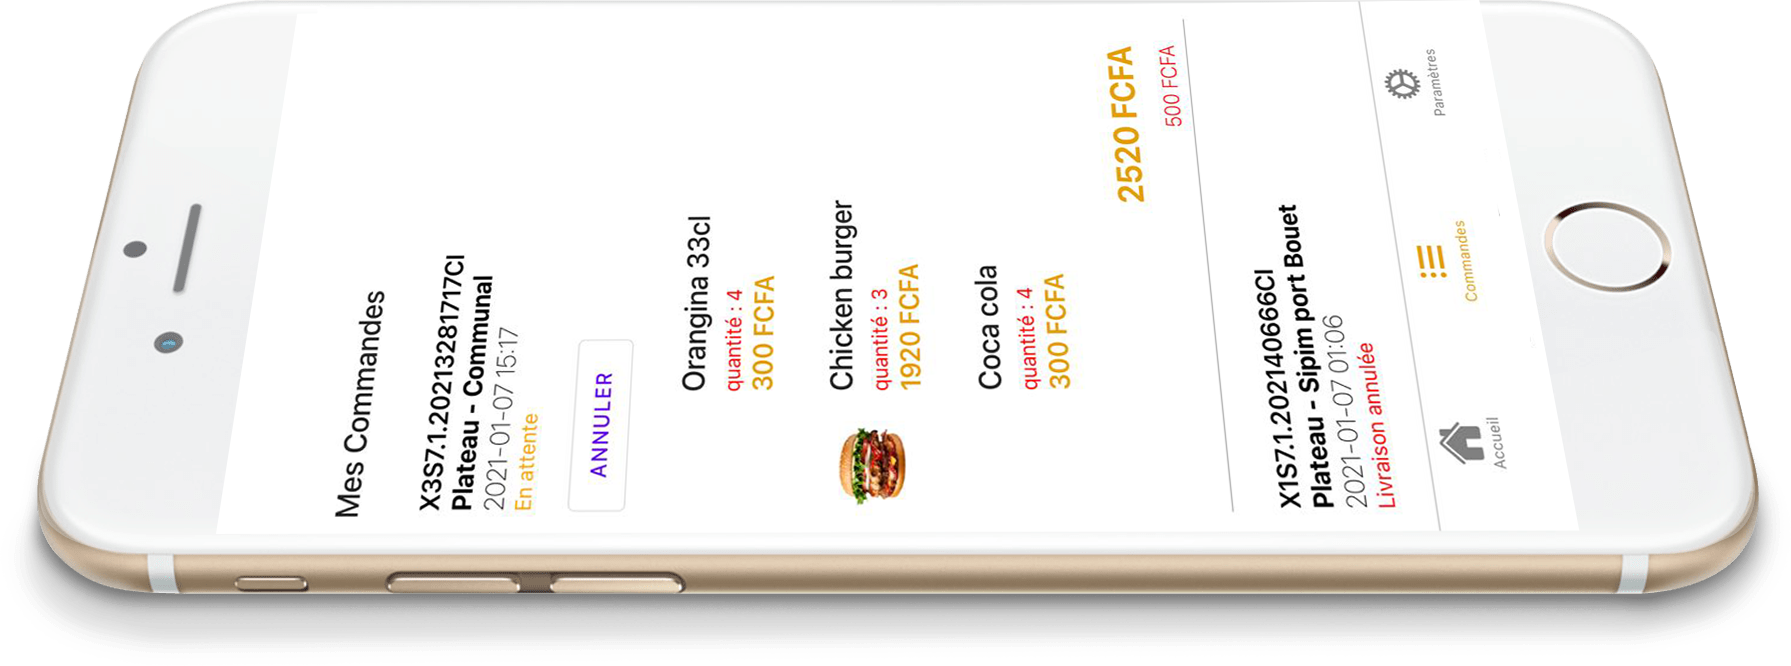 Mes Commandes
X3S7.1.20213281717CI
Plateau - Communal
2021-01-07 15:17
En attente
ANNULER
Orangina 33cl
quantité : 4
300 FCFA
Chicken burger
quantité : 3
1920 FCFA
Coca cola
quantité : 4
300 FCFA
2520 FCFA
500 FCFA
X1S7.1.202140666CI
Plateau - Sipim port Bouet
2021-01-07 01:06
Livraison annulée
Accueil
Commandes
Paramètres